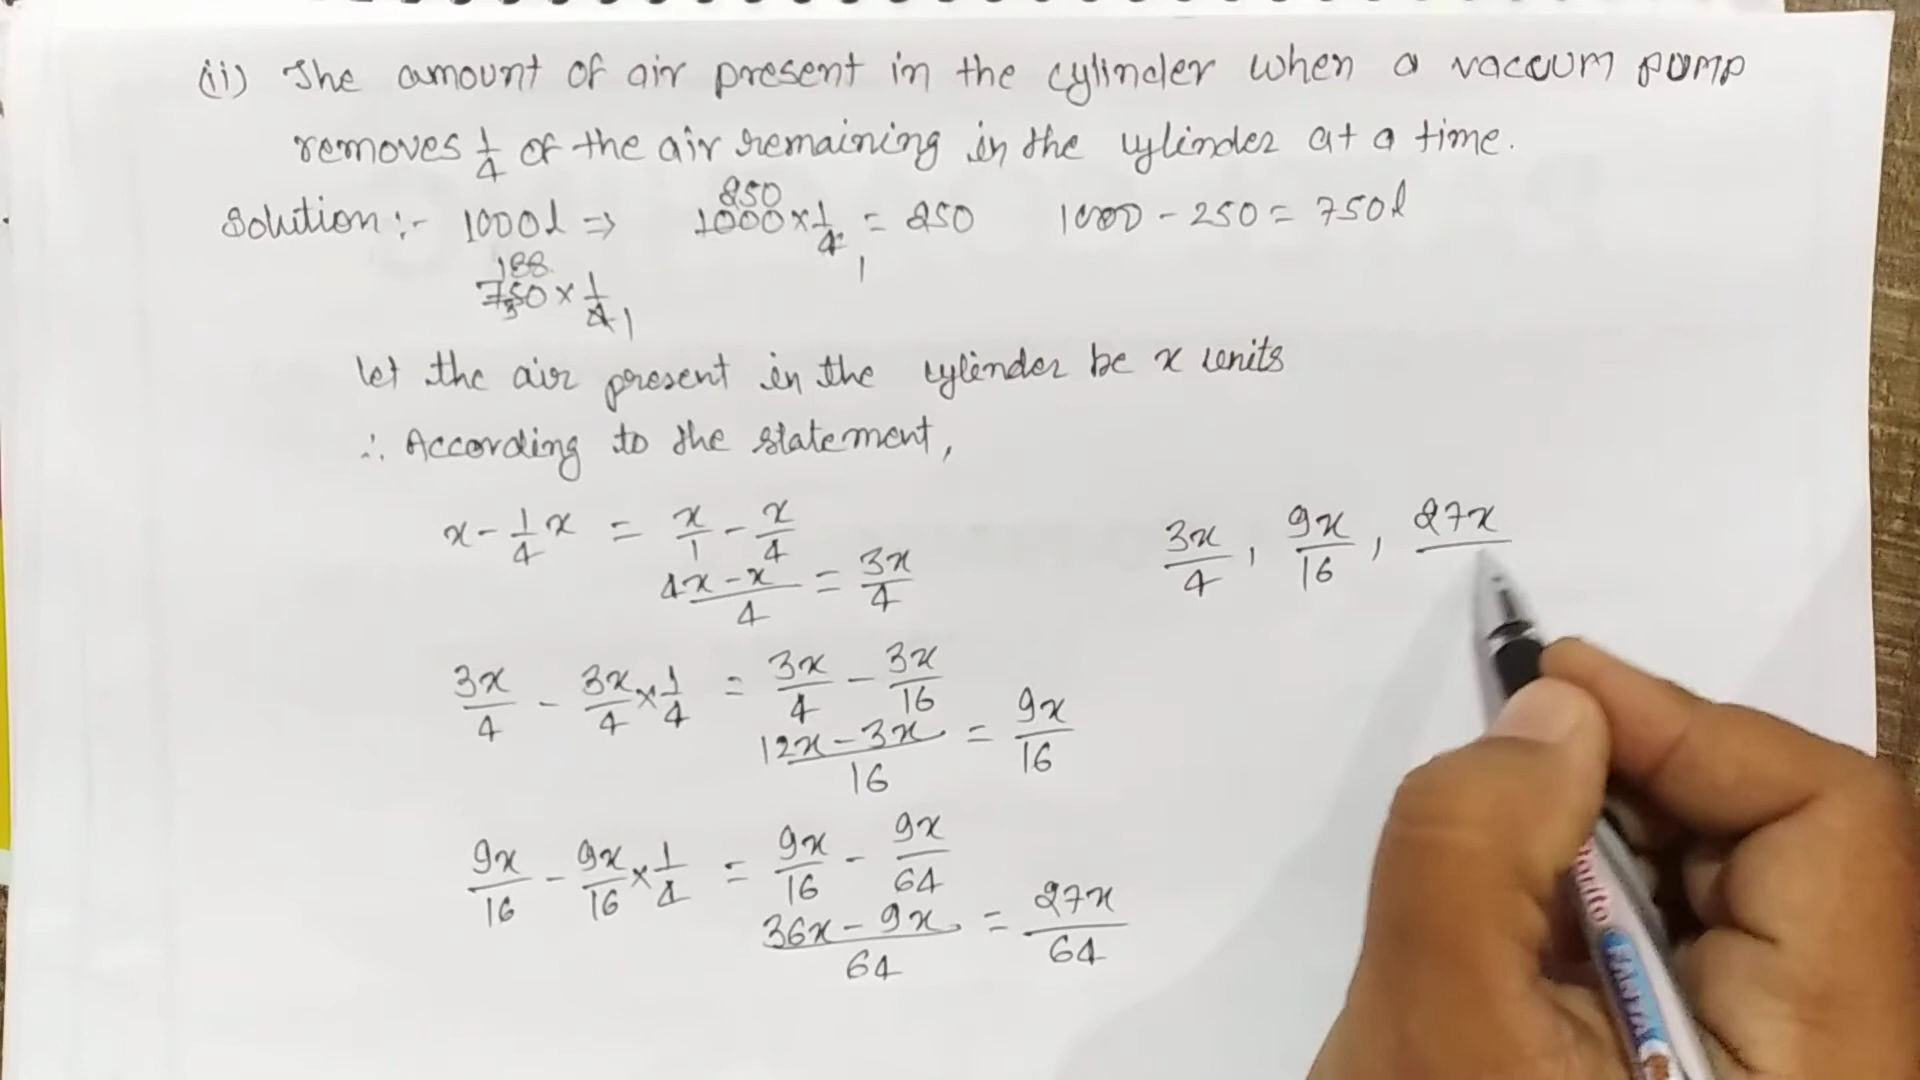 (ii) The amount of air present in the cylinder when a vaccum pump
removes 1/4 of the air remaining in the cylinder at a time.
Solution :- 1000l ⇒ 250 1000 × 1/4 1 = 250 1000 - 250 = 750l
188 750 × 1/4 1
let the air present in the cylinder be x units
∴ According to the statement,
x - 1/4 x = x/1 - x/4
4x - x/4 = 3x/4
3x/4 , 9x/16 , 27x
3x/4 - 3x/4 × 1/4 = 3x/4 - 3x/16
12x - 3x/16 = 9x/16
9x/16 - 9x/16 × 1/4 = 9x/16 - 9x/64
36x - 9x/64 = 27x/64